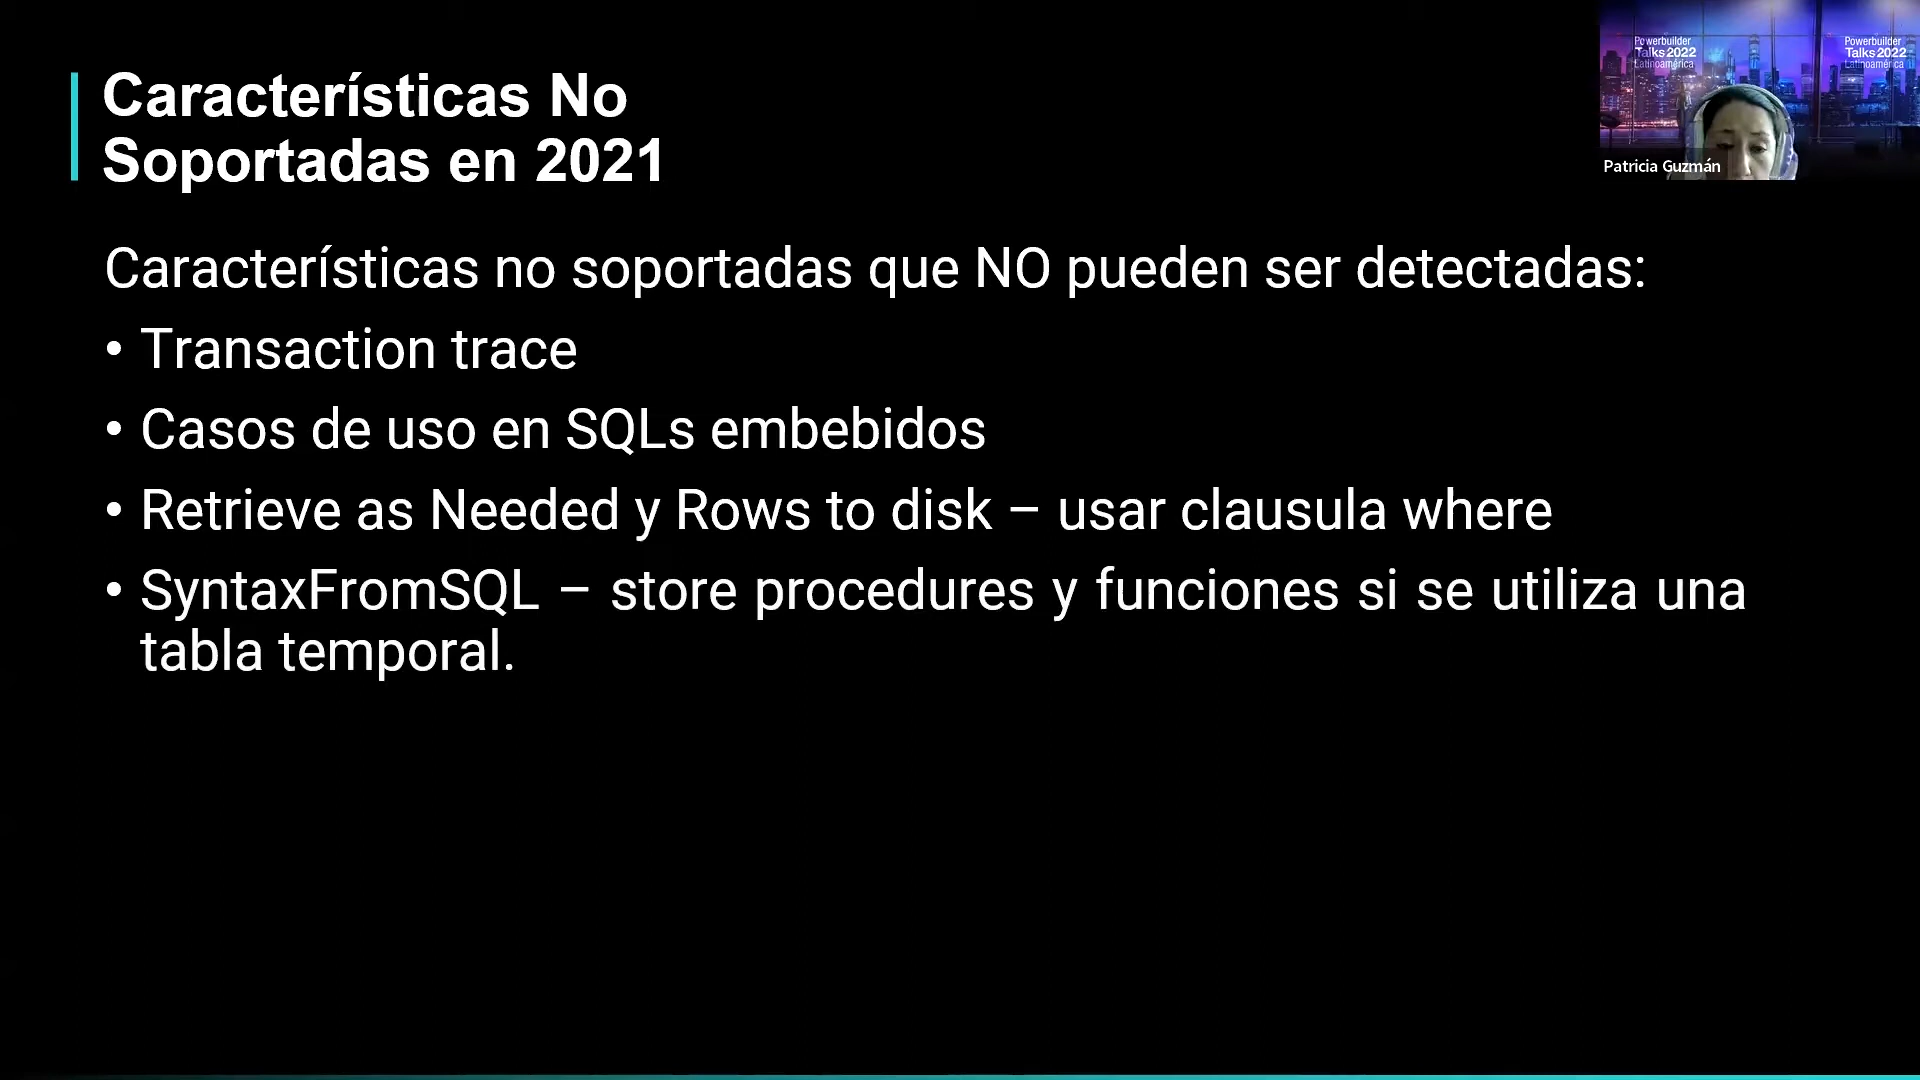 Características No
Soportadas en 2021
Características no soportadas que NO pueden ser detectadas:
• Transaction trace
• Casos de uso en SQLs embebidos
• Retrieve as Needed y Rows to disk – usar clausula where
• SyntaxFromSQL – store procedures y funciones si se utiliza una
tabla temporal.
Powerbuilder
Talks 2022
Latinoamérica
Powerbuilder
Talks 2022
Latinoamérica
Patricia Guzmán